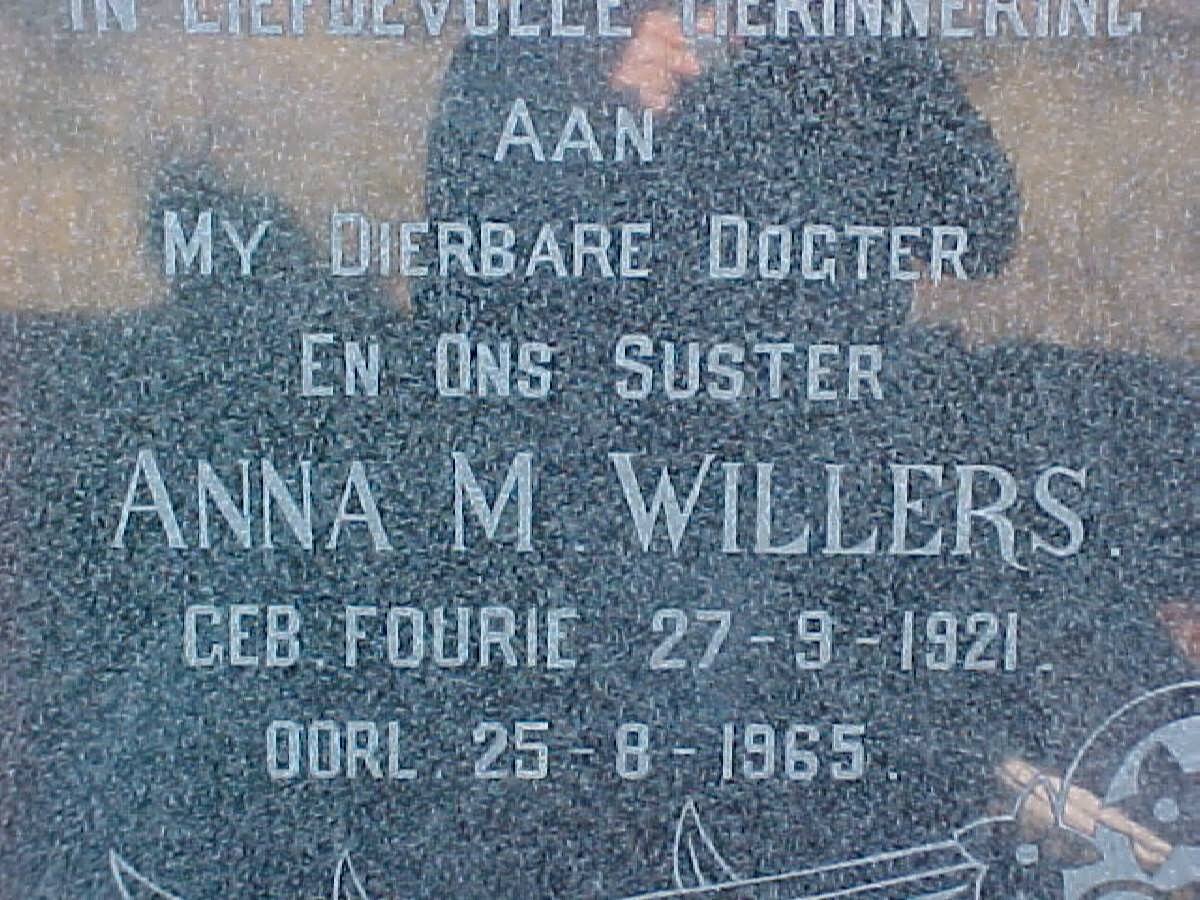 IN LIEFDEVOLLE HERINNERING
AAN
MY DIERBARE DOGTER
EN ONS SUSTER
ANNA M. WILLERS.
GEB. FOURIE 27-9-1921.
OORL. 25-8-1965.